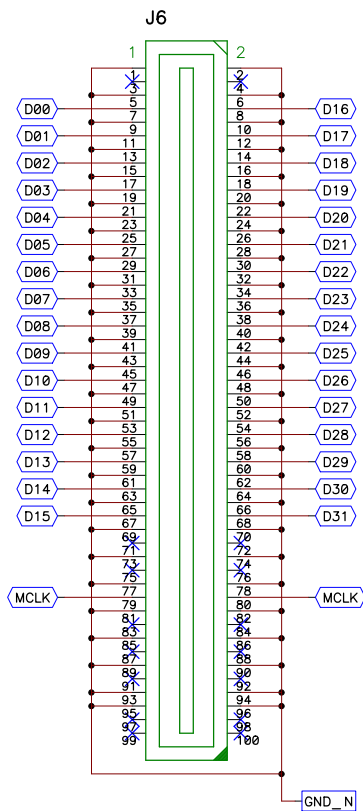 J6
1 2
1 2
3 4
D00 5 6 D16
7 8
D01 9 10 D17
11 12
D02 13 14 D18
15 16
D03 17 18 D19
19 20
D04 21 22 D20
23 24
D05 25 26 D21
27 28
D06 29 30 D22
31 32
D07 33 34 D23
35 36
D08 37 38 D24
39 40
D09 41 42 D25
43 44
D10 45 46 D26
47 48
D11 49 50 D27
51 52
D12 53 54 D28
55 56
D13 57 58 D29
59 60
D14 61 62 D30
63 64
D15 65 66 D31
67 68
69 70
71 72
73 74
75 76
MCLK 77 78 MCLK
79 80
81 82
83 84
85 86
87 88
89 90
91 92
93 94
95 96
97 98
99 100
GND_N